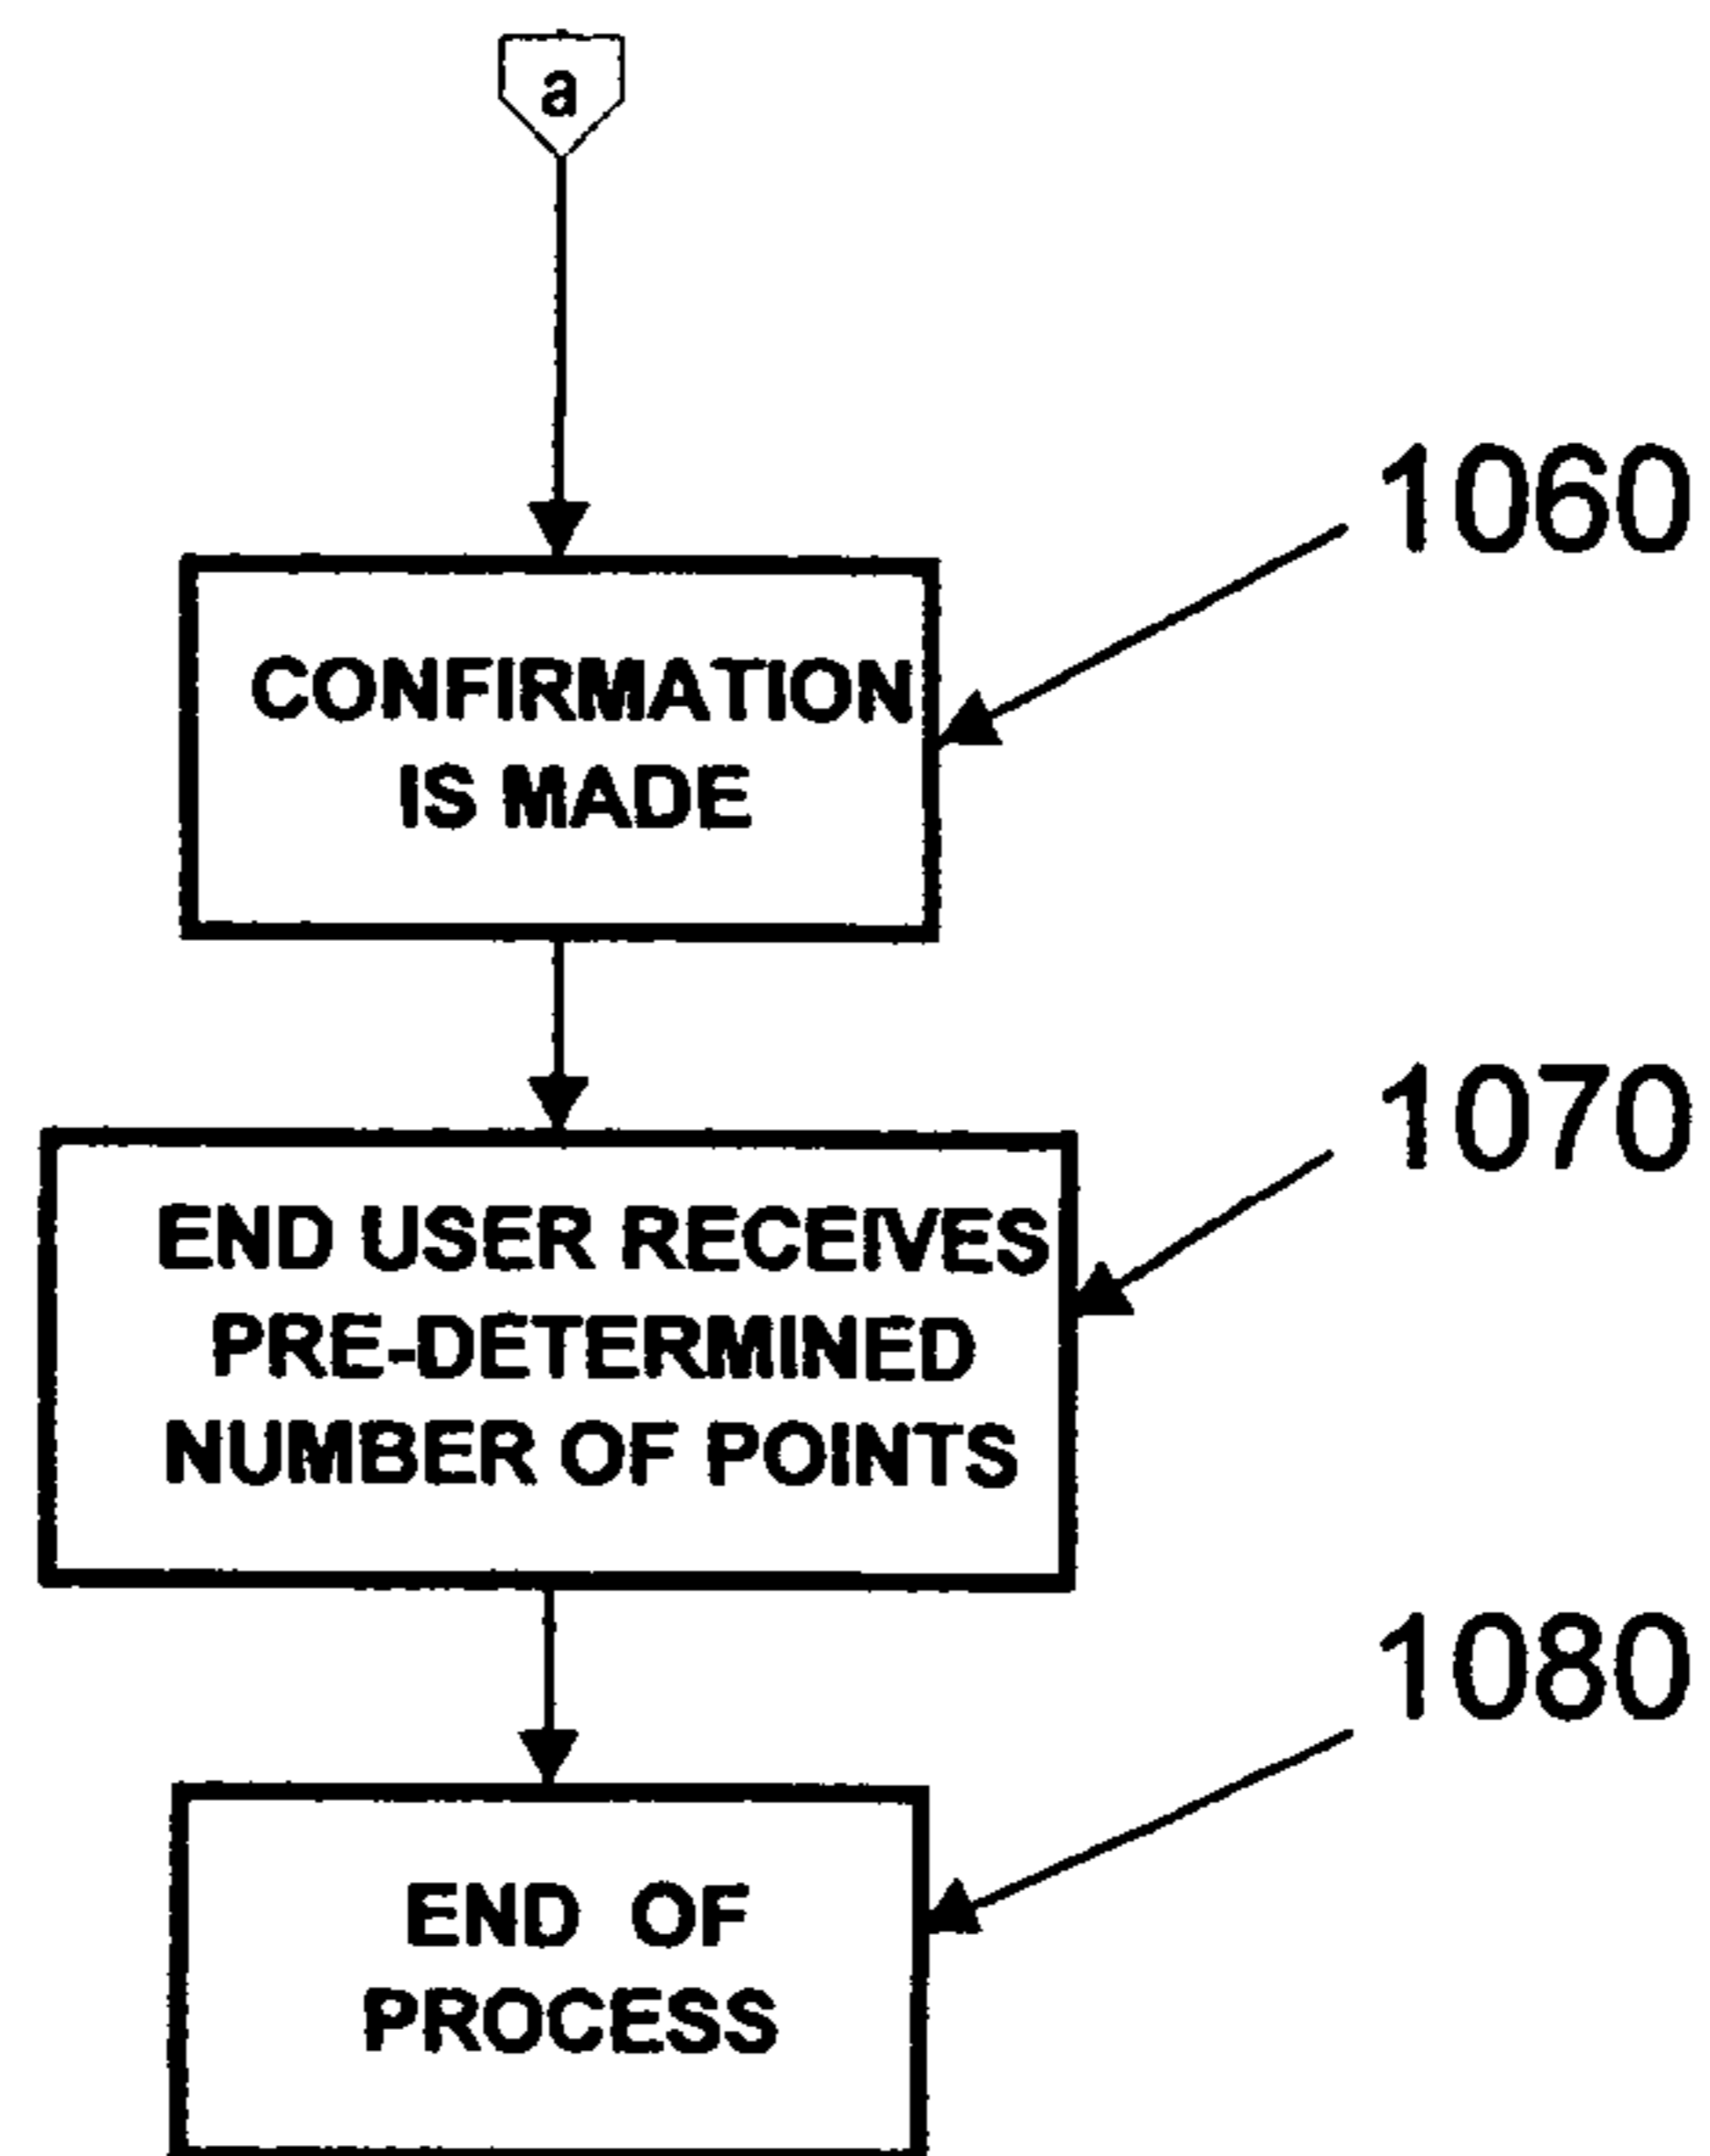 a
1060
CONFIRMATION
IS MADE
1070
END USER RECEIVES
PRE-DETERMINED
NUMBER OF POINTS
1080
END OF
PROCESS